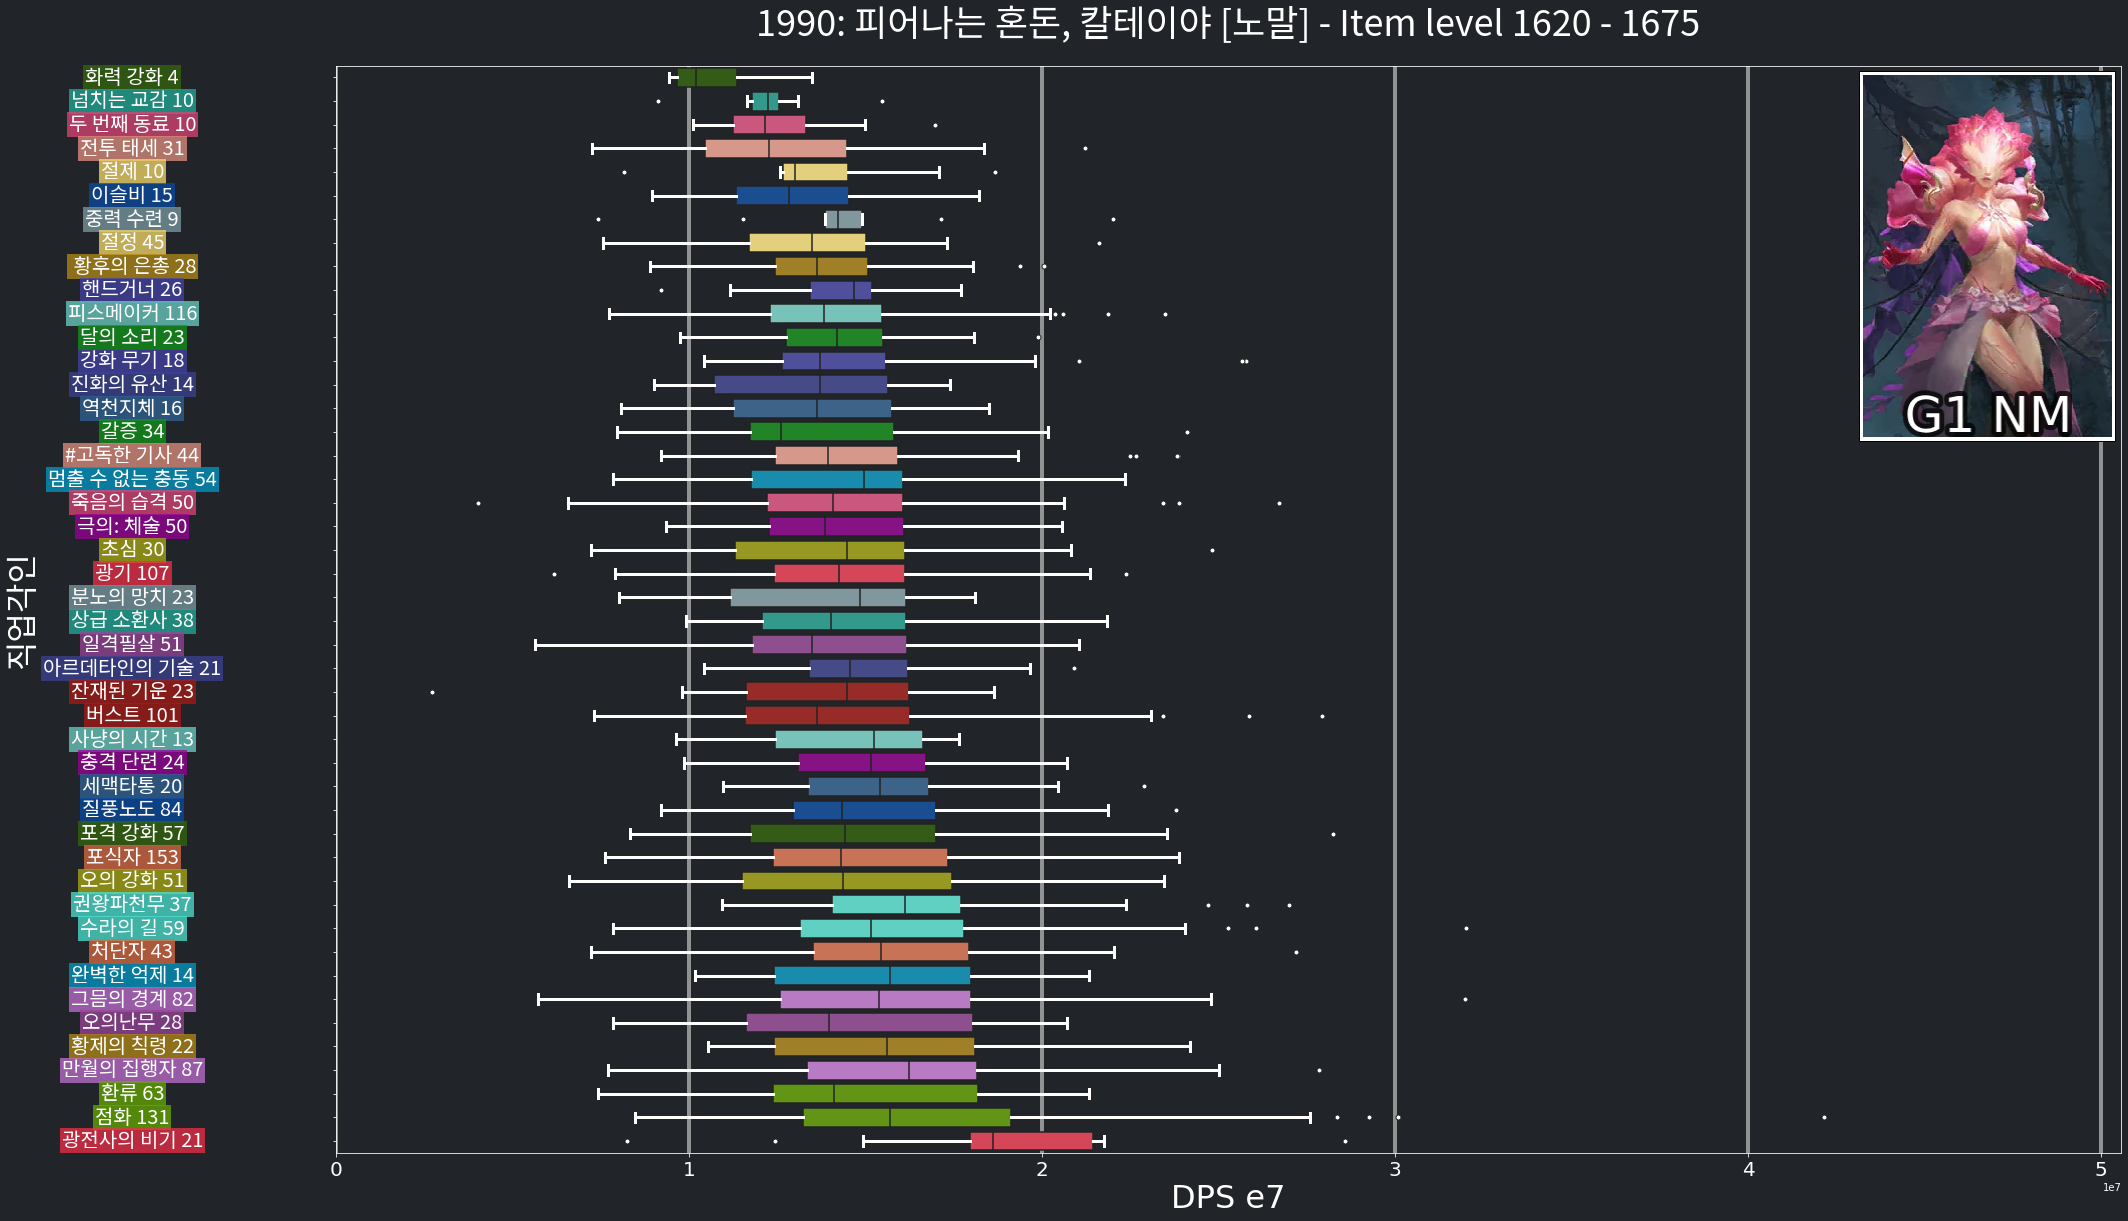 1990: 피어나는 혼돈, 칼테이야 [노말] - Item level 1620 - 1675
직업각인
화력 강화 4
넘치는 교감 10
두 번째 동료 10
전투 태세 31
절제 10
이슬비 15
중력 수련 9
절정 45
황후의 은총 28
핸드거너 26
피스메이커 116
달의 소리 23
강화 무기 18
진화의 유산 14
역천지체 16
갈증 34
#고독한 기사 44
멈출 수 없는 충동 54
죽음의 습격 50
극의: 체술 50
초심 30
광기 107
분노의 망치 23
상급 소환사 38
일격필살 51
아르데타인의 기술 21
잔재된 기운 23
버스트 101
사냥의 시간 13
충격 단련 24
세맥타통 20
질풍노도 84
포격 강화 57
포식자 153
오의 강화 51
권왕파천무 37
수라의 길 59
처단자 43
완벽한 억제 14
그믐의 경계 82
오의난무 28
황제의 칙령 22
만월의 집행자 87
환류 63
점화 131
광전사의 비기 21
G1 NM
0 1 2 3 4 5
1e7
DPS e7